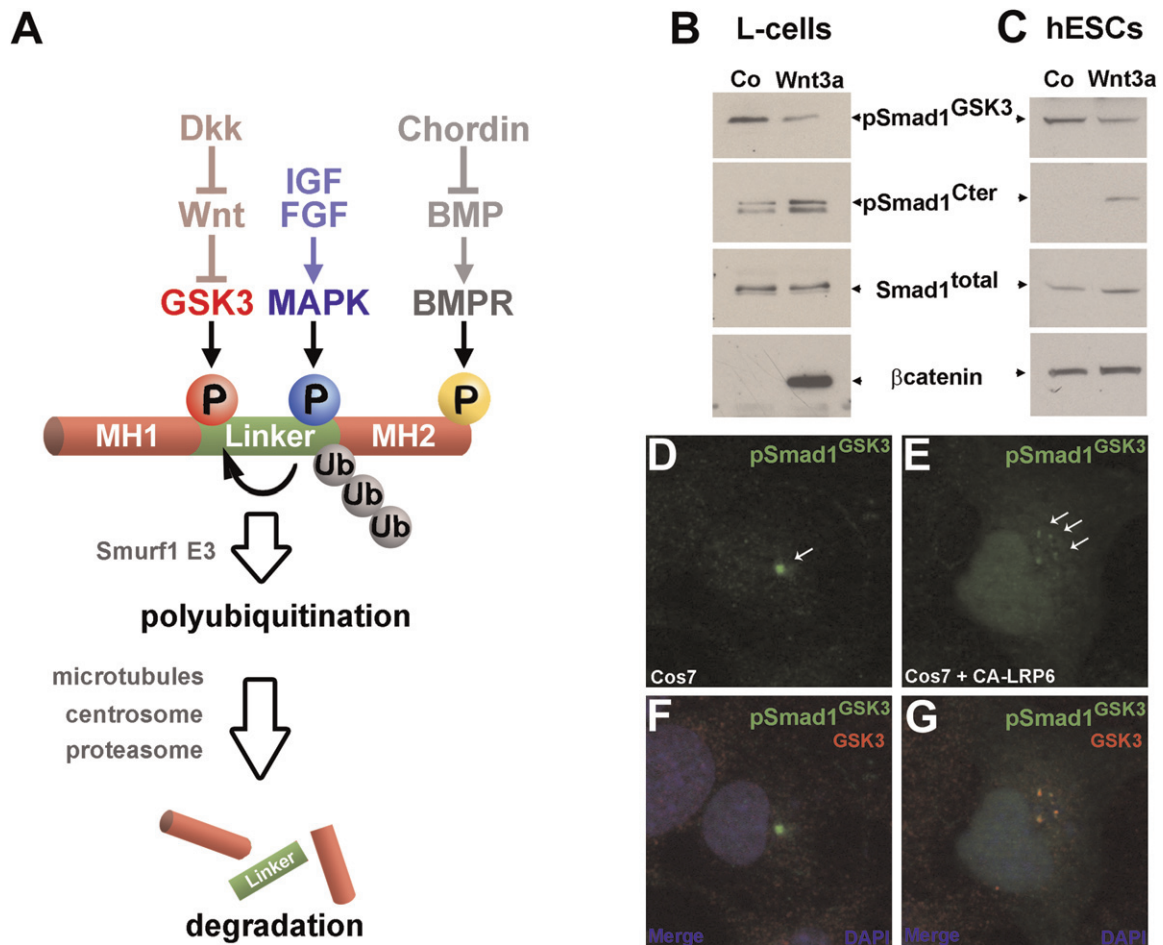 A
Dkk
Wnt
GSK3
IGF
FGF
MAPK
Chordin
BMP
BMPR
P
P
P
MH1
Linker
MH2
Ub
Ub
Ub
Smurf1 E3
polyubiquitination
microtubules
centrosome
proteasome
Linker
degradation
B L-cells
Co Wnt3a
C hESCs
Co Wnt3a
pSmad1GSK3
pSmad1Cter
Smad1total
βcatenin
D pSmad1GSK3
Cos7
E pSmad1GSK3
Cos7 + CA-LRP6
F pSmad1GSK3
GSK3
Merge DAPI
G pSmad1GSK3
GSK3
Merge DAPI